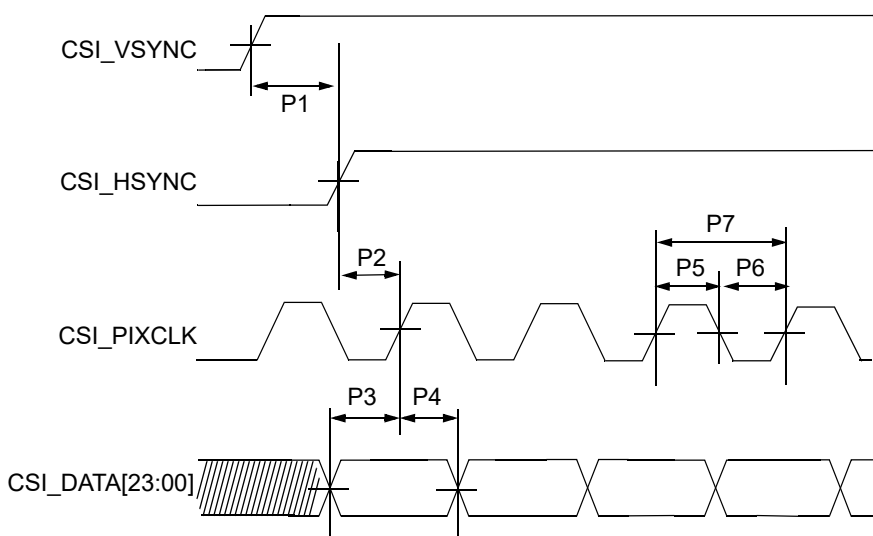 CSI_VSYNC
P1
CSI_HSYNC
P7
P2
P5
P6
CSI_PIXCLK
P3
P4
CSI_DATA[23:00]